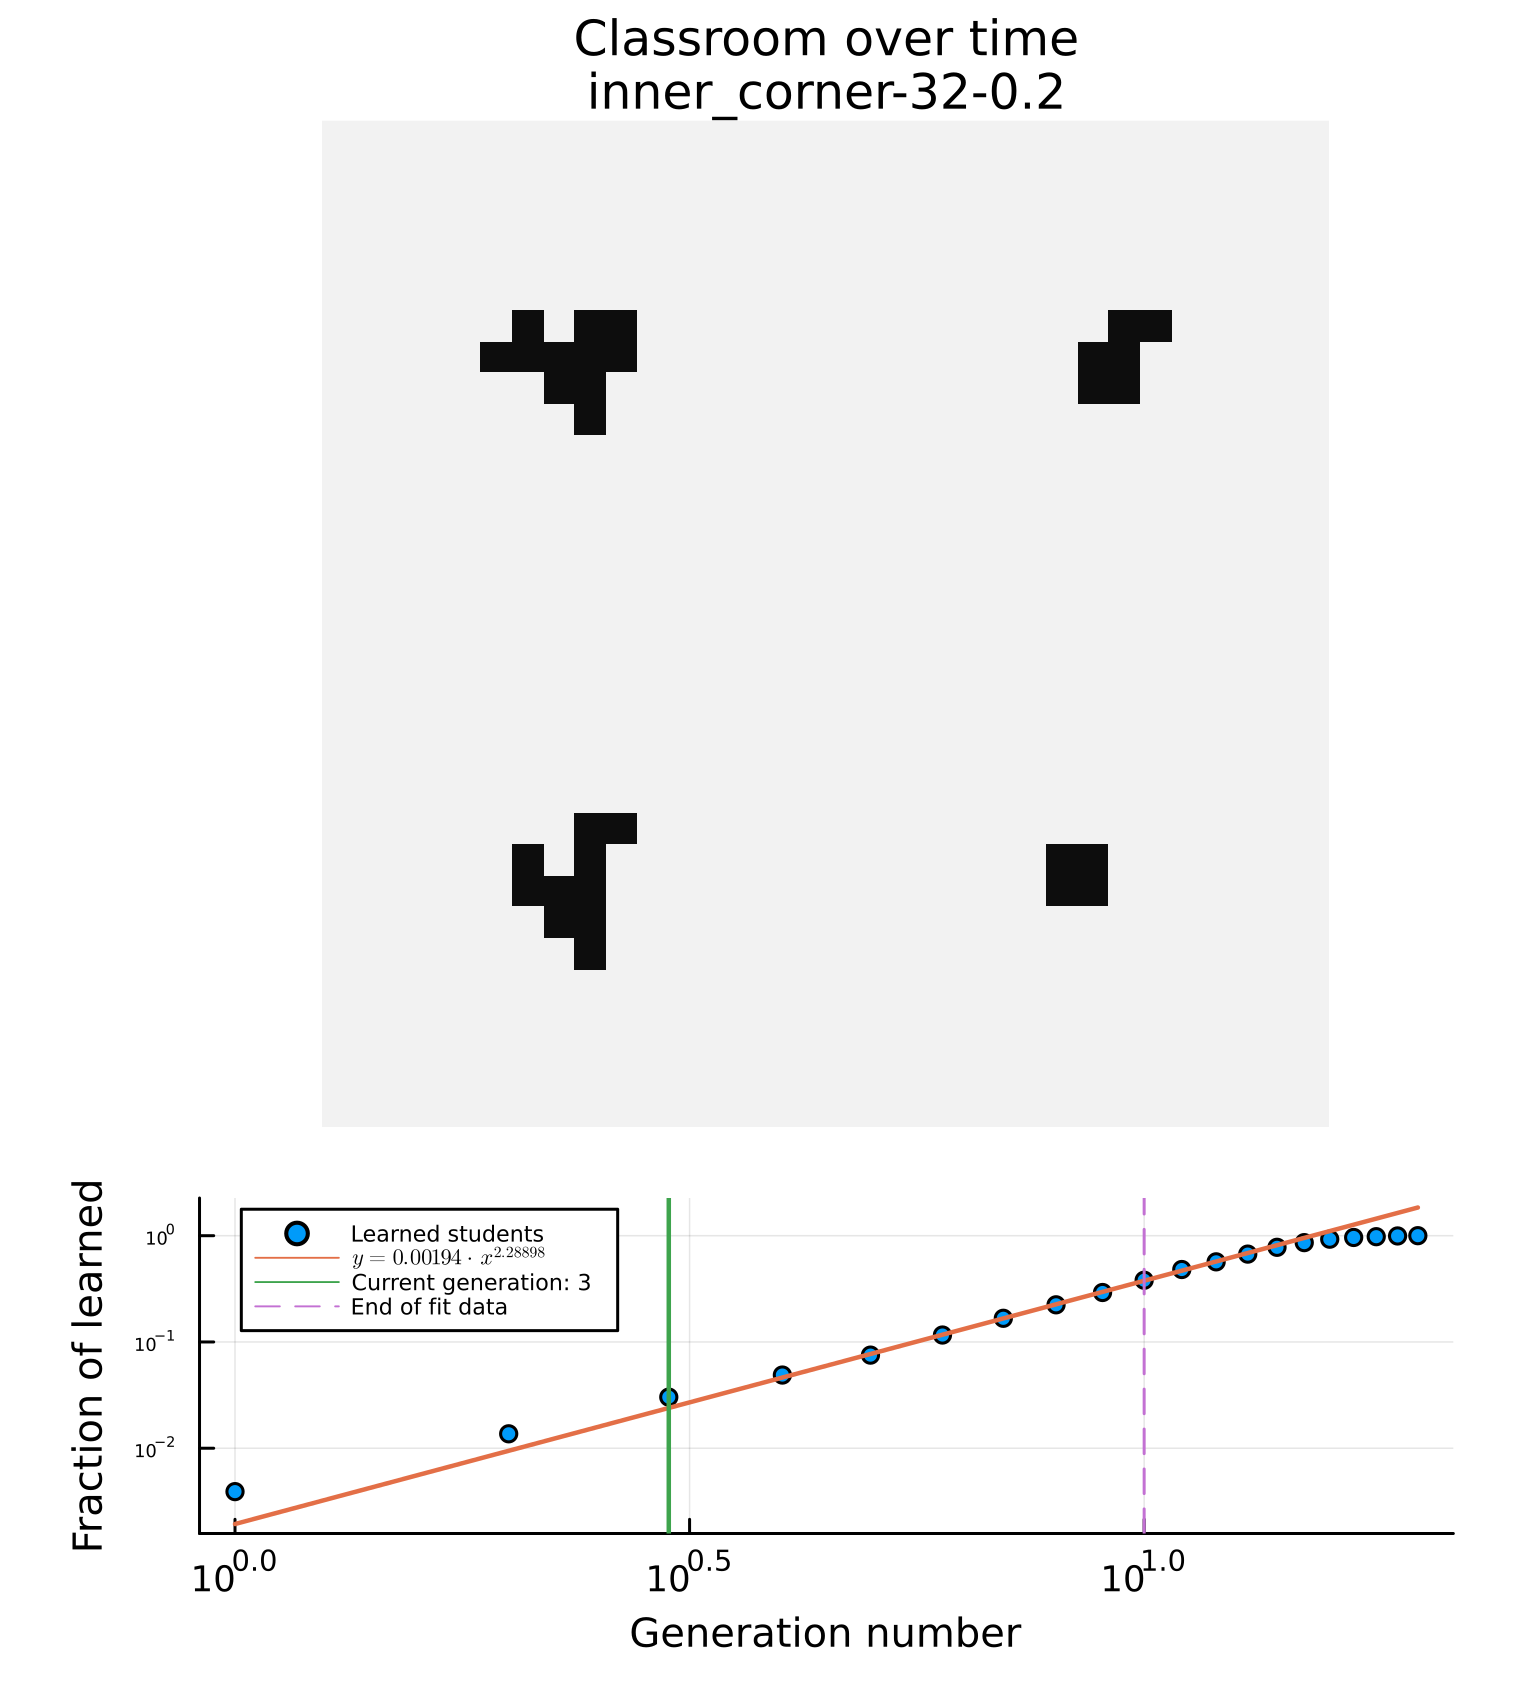 Classroom over time
inner_corner-32-0.2
Fraction of learned
10⁰
10⁻¹
10⁻²
Learned students
y = 0.00194 · x^2.28898
Current generation: 3
End of fit data
10^0.0
10^0.5
10^1.0
Generation number